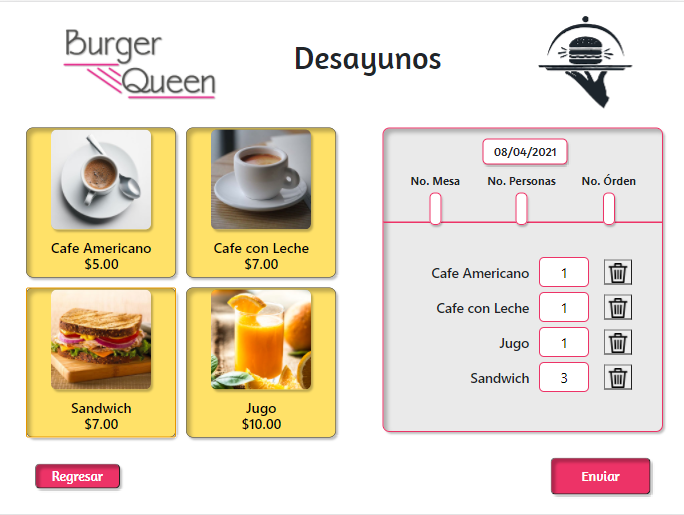 Burger
Queen
Desayunos
Cafe Americano
$5.00
Cafe con Leche
$7.00
Sandwich
$7.00
Jugo
$10.00
08/04/2021
No. Mesa No. Personas No. Órden
Cafe Americano 1
Cafe con Leche 1
Jugo 1
Sandwich 3
Regresar
Enviar